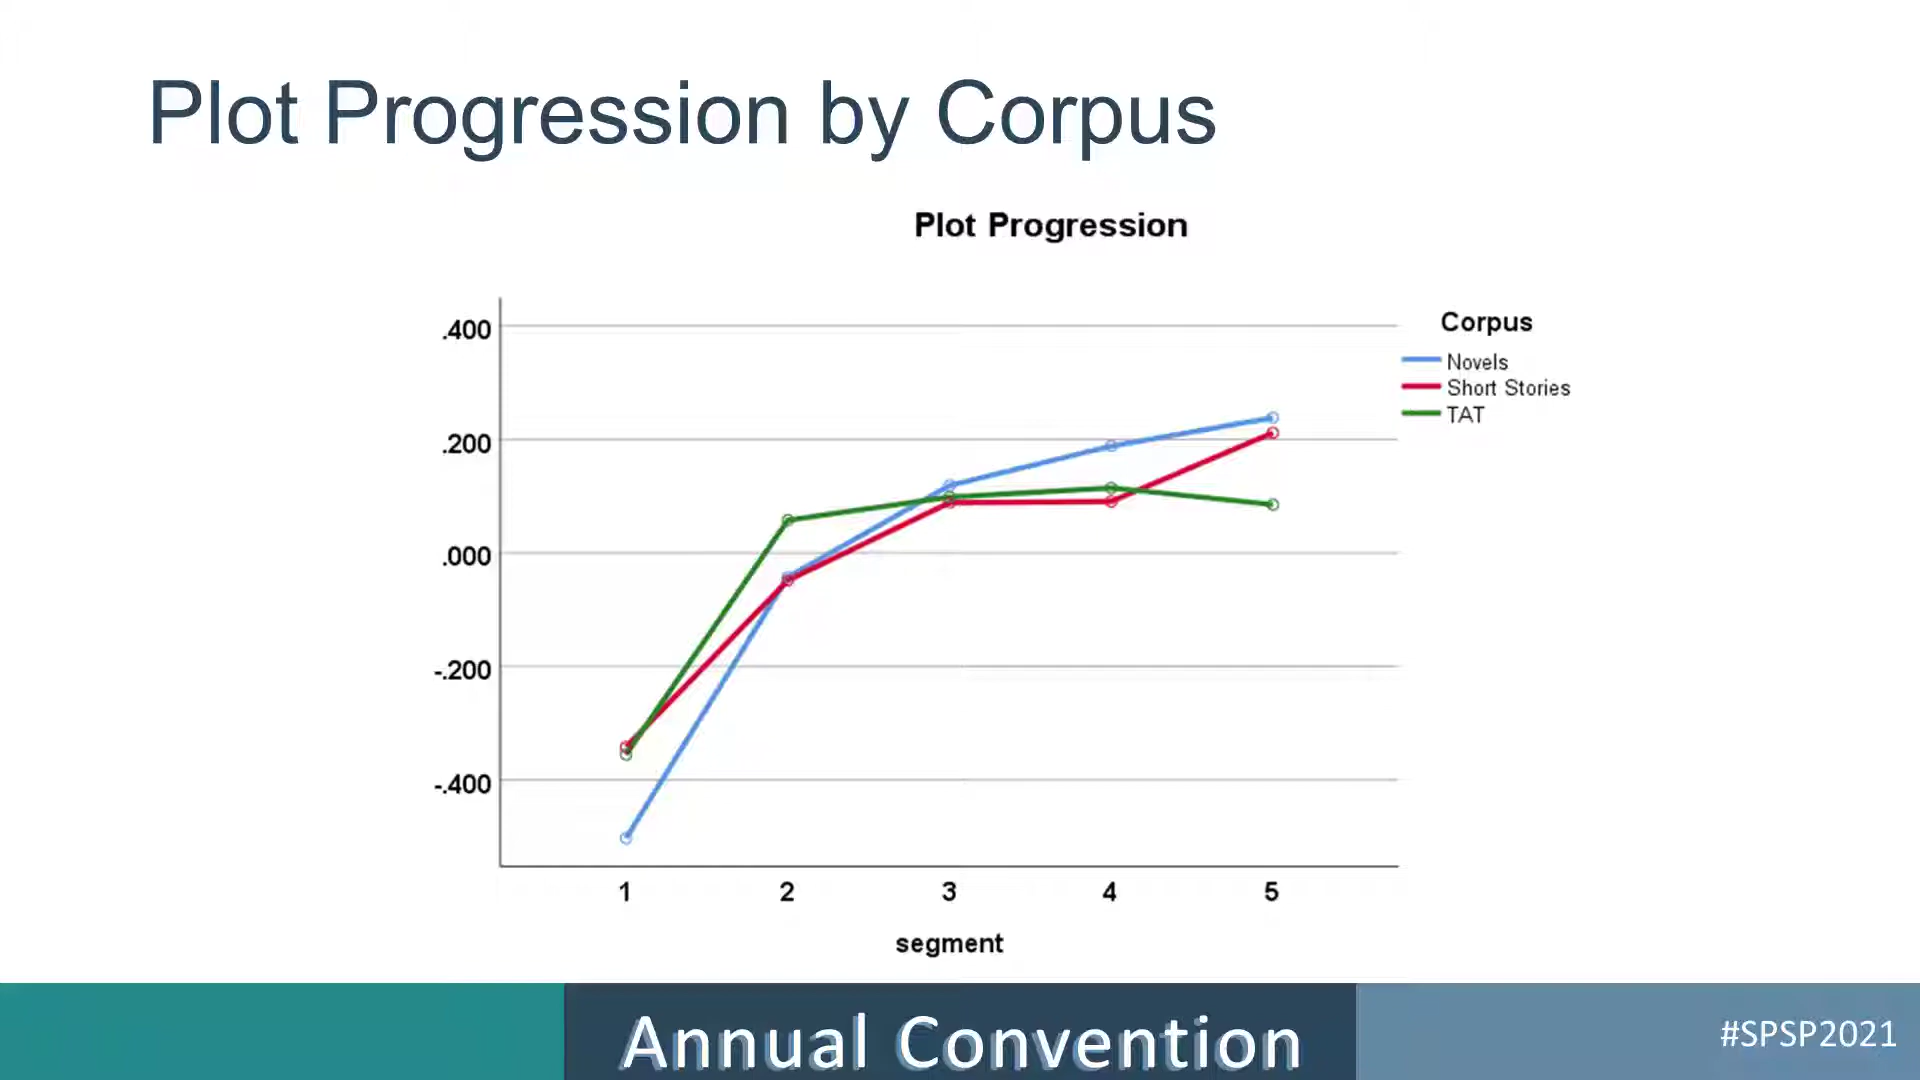 Plot Progression by Corpus
Plot Progression
.400
.200
.000
-.200
-.400
1 2 3 4 5
segment
Corpus
Novels
Short Stories
TAT
Annual Convention
#SPSP2021